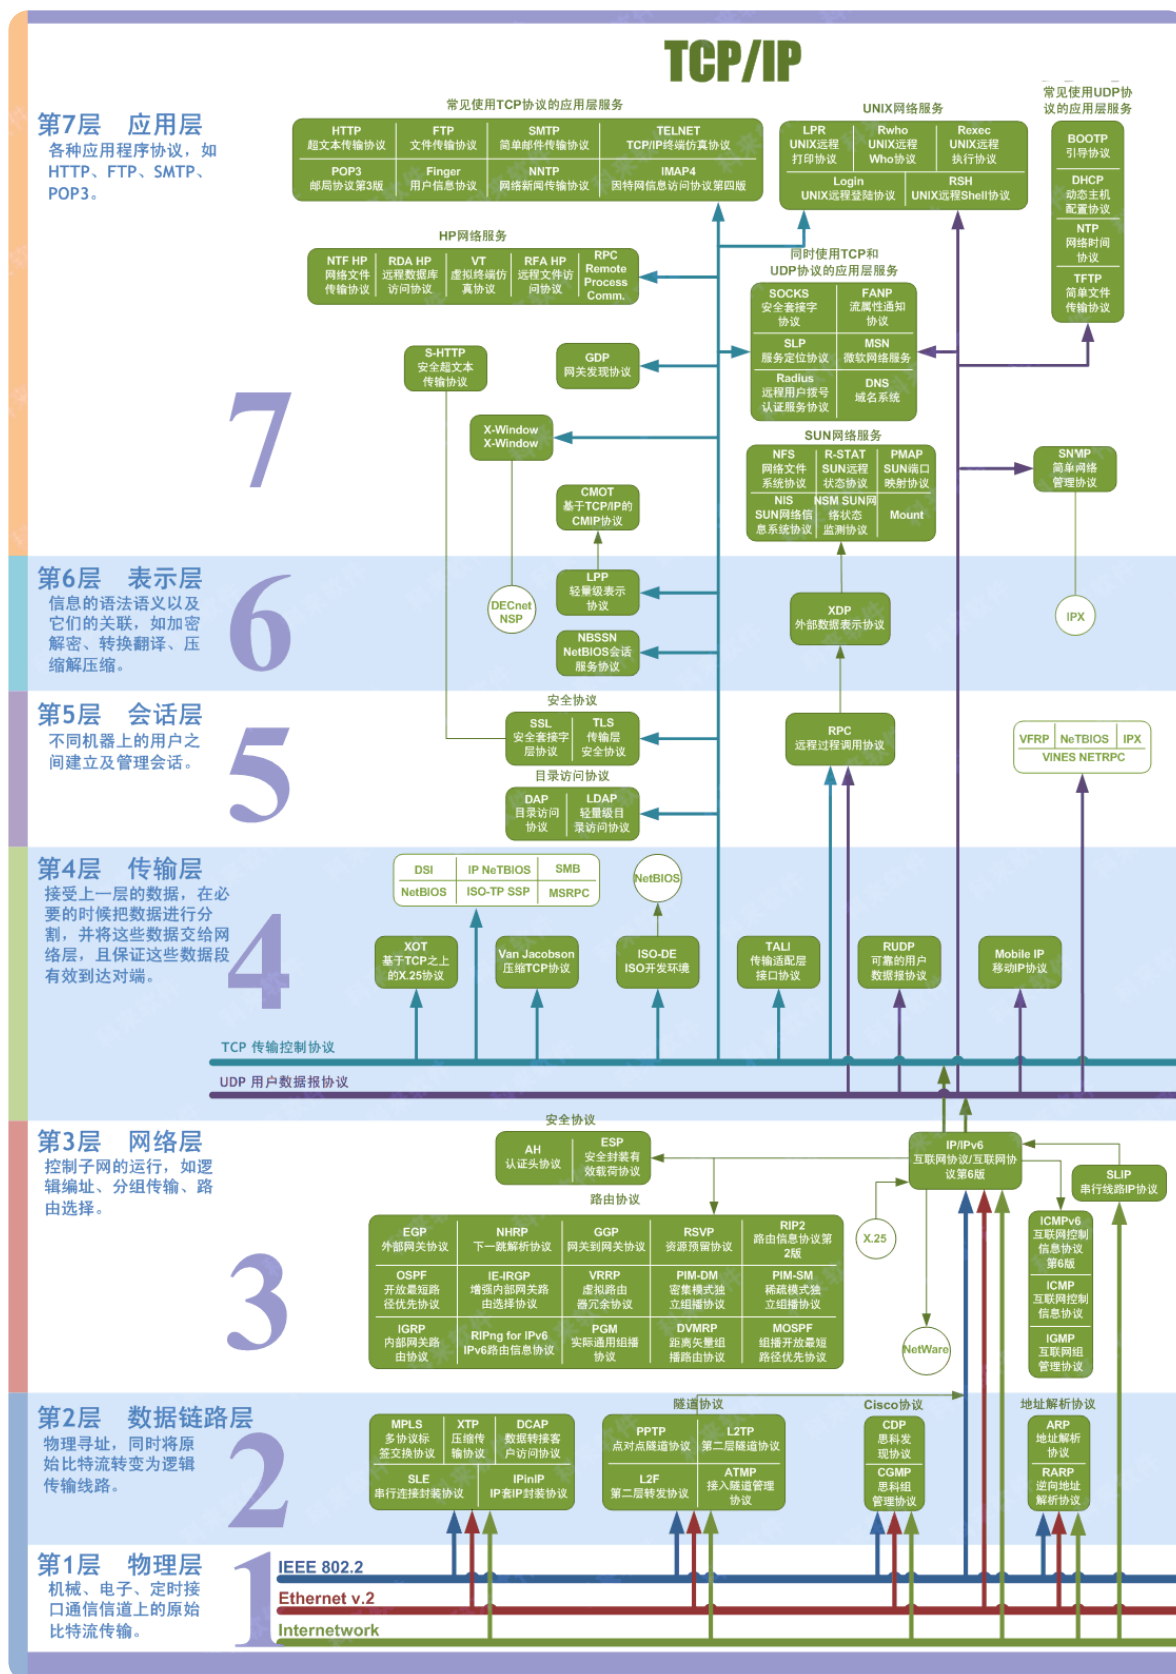 TCP/IP
第7层 应用层
各种应用程序协议，如
HTTP、FTP、SMTP、
POP3。
7
常见使用TCP协议的应用层服务
HTTP
超文本传输协议
FTP
文件传输协议
SMTP
简单邮件传输协议
TELNET
TCP/IP终端仿真协议
POP3
邮局协议第3版
Finger
用户信息协议
NNTP
网络新闻传输协议
IMAP4
因特网信息访问协议第四版
UNIX网络服务
LPR
UNIX远程
打印协议
Rwho
UNIX远程
Who协议
Rexec
UNIX远程
执行协议
Login
UNIX远程登陆协议
RSH
UNIX远程Shell协议
常见使用UDP协
议的应用层服务
BOOTP
引导协议
DHCP
动态主机
配置协议
NTP
网络时间
协议
TFTP
简单文件
传输协议
HP网络服务
NTF HP
网络文件
传输协议
RDA HP
远程数据库
访问协议
VT
虚拟终端仿
真协议
RFA HP
远程文件访
问协议
RPC
Remote
Process
Comm.
同时使用TCP和
UDP协议的应用层服务
SOCKS
安全套接字
协议
FANP
流属性通知
协议
SLP
服务定位协议
MSN
微软网络服务
Radius
远程用户拨号
认证服务协议
DNS
域名系统
S-HTTP
安全超文本
传输协议
GDP
网关发现协议
X-Window
X-Window
SUN网络服务
NFS
网络文件
系统协议
R-STAT
SUN远程
状态协议
PMAP
SUN端口
映射协议
NIS
SUN网络信
息系统协议
NSM SUN网
络状态
监测协议
Mount
SNMP
简单网络
管理协议
CMOT
基于TCP/IP的
CMIP协议
第6层 表示层
信息的语法语义以及
它们的关联，如加密
解密、转换翻译、压
缩解压缩。
6
DECnet
NSP
LPP
轻量级表示
协议
NBSSN
NetBIOS会话
服务协议
XDP
外部数据表示协议
IPX
第5层 会话层
不同机器上的用户之
间建立及管理会话。
5
安全协议
SSL
安全套接字
层协议
TLS
传输层
安全协议
目录访问协议
DAP
目录访问
协议
LDAP
轻量级目
录访问协议
RPC
远程过程调用协议
VFRP
NeTBIOS
IPX
VINES NETRPC
第4层 传输层
接受上一层的数据，在必
要的时候把数据进行分
割，并将这些数据交给网
络层，且保证这些数据段
有效到达对端。
4
DSI
IP NeTBIOS
SMB
NetBIOS
ISO-TP SSP
MSRPC
NetBIOS
XOT
基于TCP之上
的X.25协议
Van Jacobson
压缩TCP协议
ISO-DE
ISO开发环境
TALI
传输适配层
接口协议
RUDP
可靠的用户
数据报协议
Mobile IP
移动IP协议
TCP 传输控制协议
UDP 用户数据报协议
第3层 网络层
控制子网的运行，如逻
辑编址、分组传输、路
由选择。
3
安全协议
AH
认证头协议
ESP
安全封装有
效载荷协议
IP/IPv6
互联网协议/互联网协
议第6版
SLIP
串行线路IP协议
路由协议
EGP
外部网关协议
NHRP
下一跳解析协议
GGP
网关到网关协议
RSVP
资源预留协议
RIP2
路由信息协议第
2版
OSPF
开放最短路
径优先协议
IE-IRGP
增强内部网关路
由选择协议
VRRP
虚拟路由
器冗余协议
PIM-DM
密集模式独
立组播协议
PIM-SM
稀疏模式独
立组播协议
IGRP
内部网关路
由协议
RIPng for IPv6
IPv6路由信息协议
PGM
实际通用组播
协议
DVMRP
距离矢量组
播路由协议
MOSPF
组播开放最短
路径优先协议
X.25
NetWare
ICMPv6
互联网控制
信息协议
第6版
ICMP
互联网控制
信息协议
IGMP
互联网组
管理协议
第2层 数据链路层
物理寻址，同时将原
始比特流转变为逻辑
传输线路。
2
MPLS
多协议标
签交换协议
XTP
压缩传
输协议
DCAP
数据转接客
户访问协议
SLE
串行连接封装协议
IPinIP
IP套IP封装协议
隧道协议
PPTP
点对点隧道协议
L2TP
第二层隧道协议
L2F
第二层转发协议
ATMP
接入隧道管理
协议
Cisco协议
CDP
思科发
现协议
CGMP
思科组
管理协议
地址解析协议
ARP
地址解析
协议
RARP
逆向地址
解析协议
第1层 物理层
机械、电子、定时接
口通信信道上的原始
比特流传输。
1
IEEE 802.2
Ethernet v.2
Internetwork